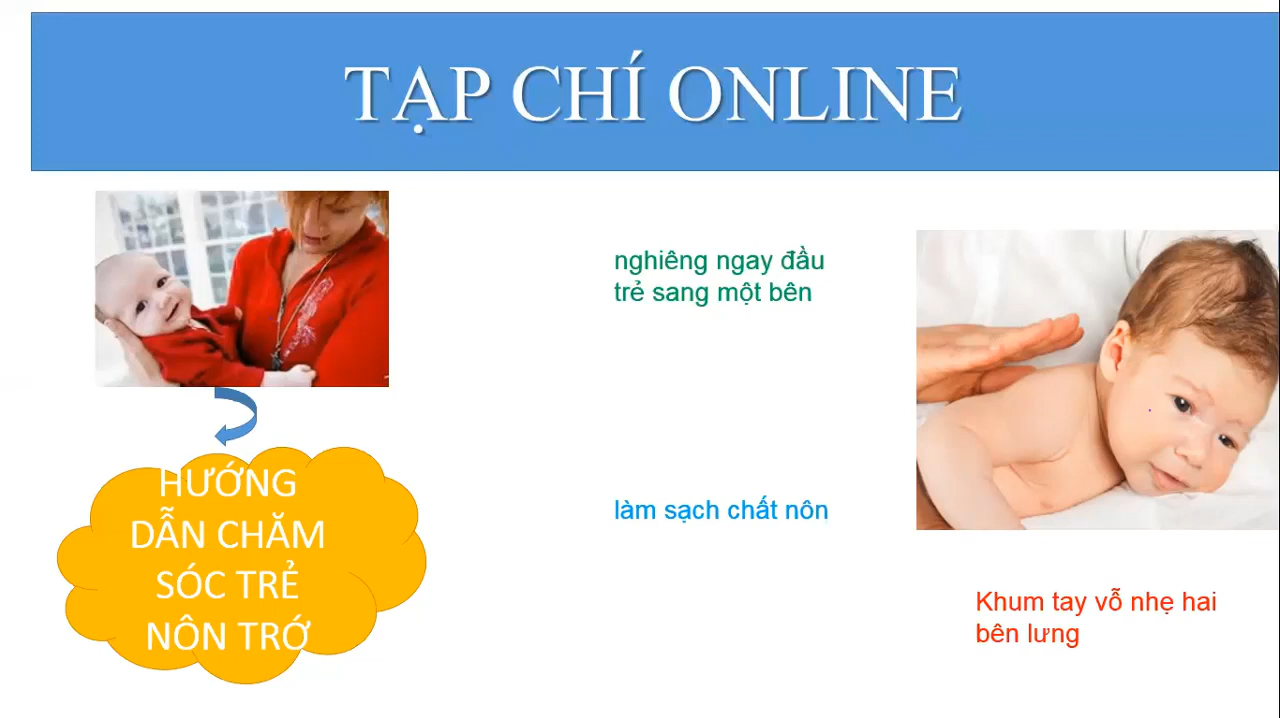 TẠP CHÍ ONLINE
nghiêng ngay đầu
trẻ sang một bên
HƯỚNG
DẪN CHĂM
SÓC TRẺ
NÔN TRỚ
làm sạch chất nôn
Khum tay vỗ nhẹ hai
bên lưng